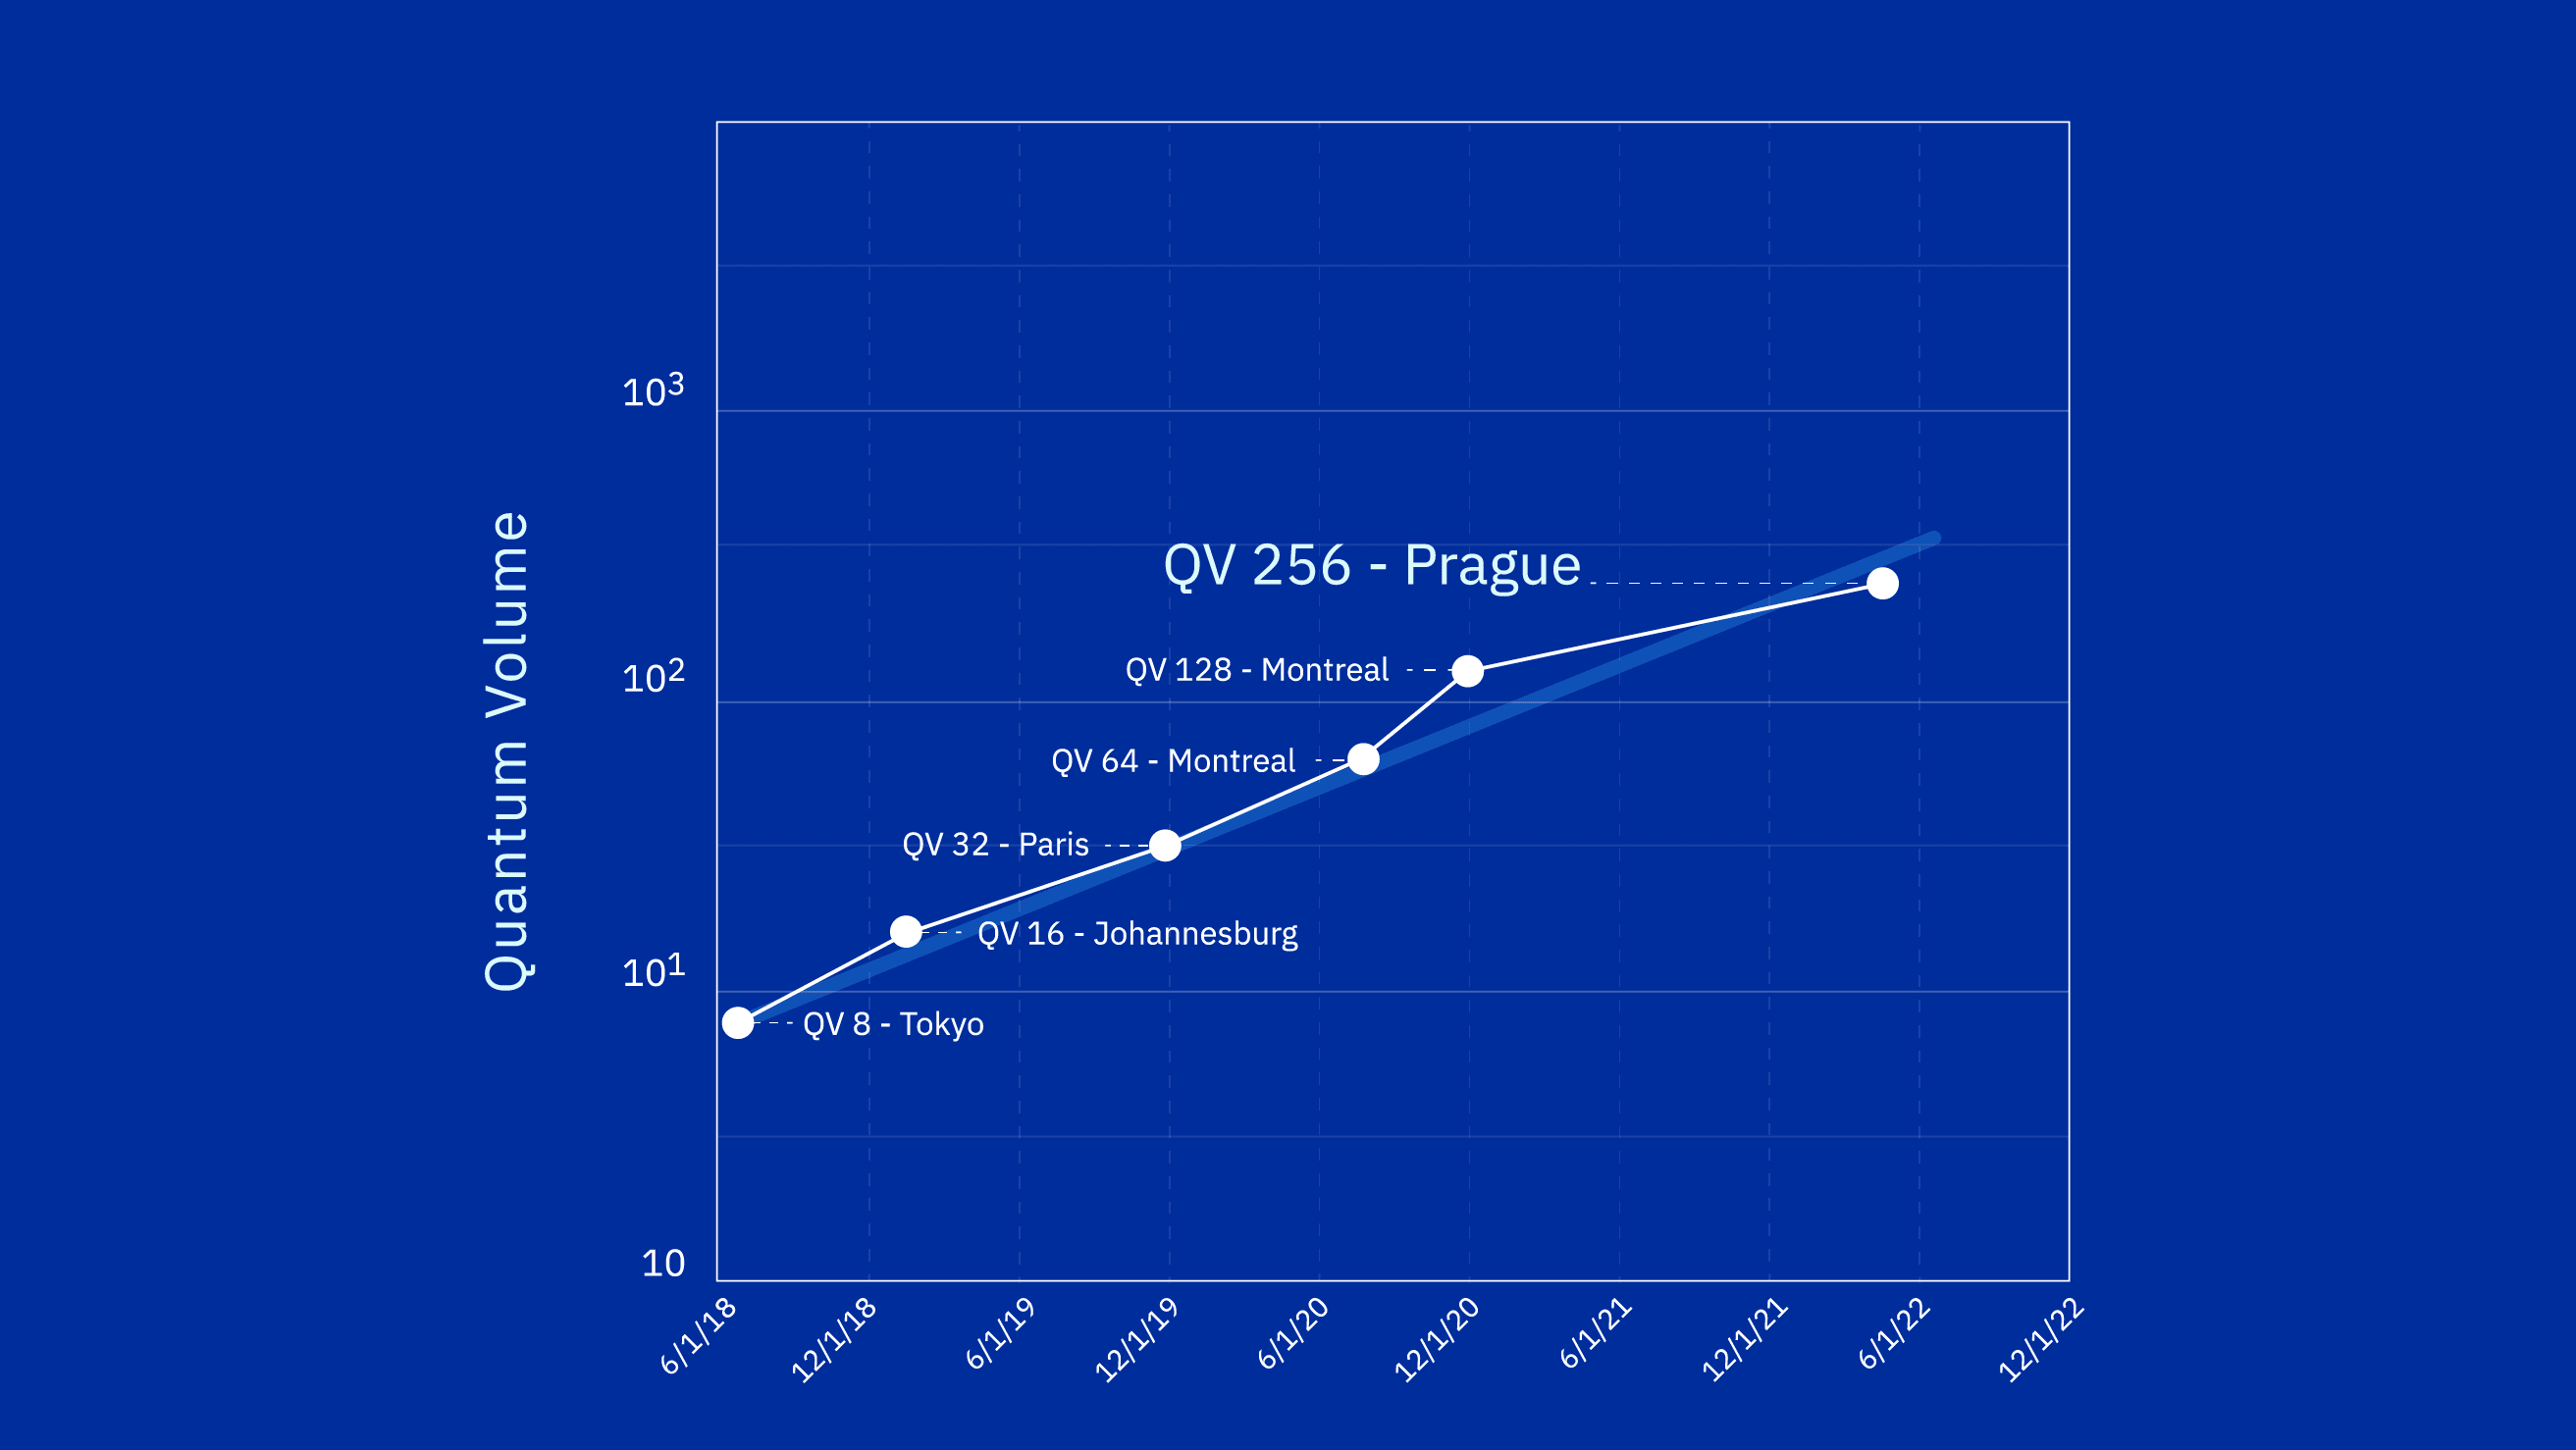 10³
QV 256 - Prague
Quantum Volume
10²
QV 128 - Montreal
QV 64 - Montreal
QV 32 - Paris
QV 16 - Johannesburg
10¹
QV 8 - Tokyo
10
6/1/18
12/1/18
6/1/19
12/1/19
6/1/20
12/1/20
6/1/21
12/1/21
6/1/22
12/1/22